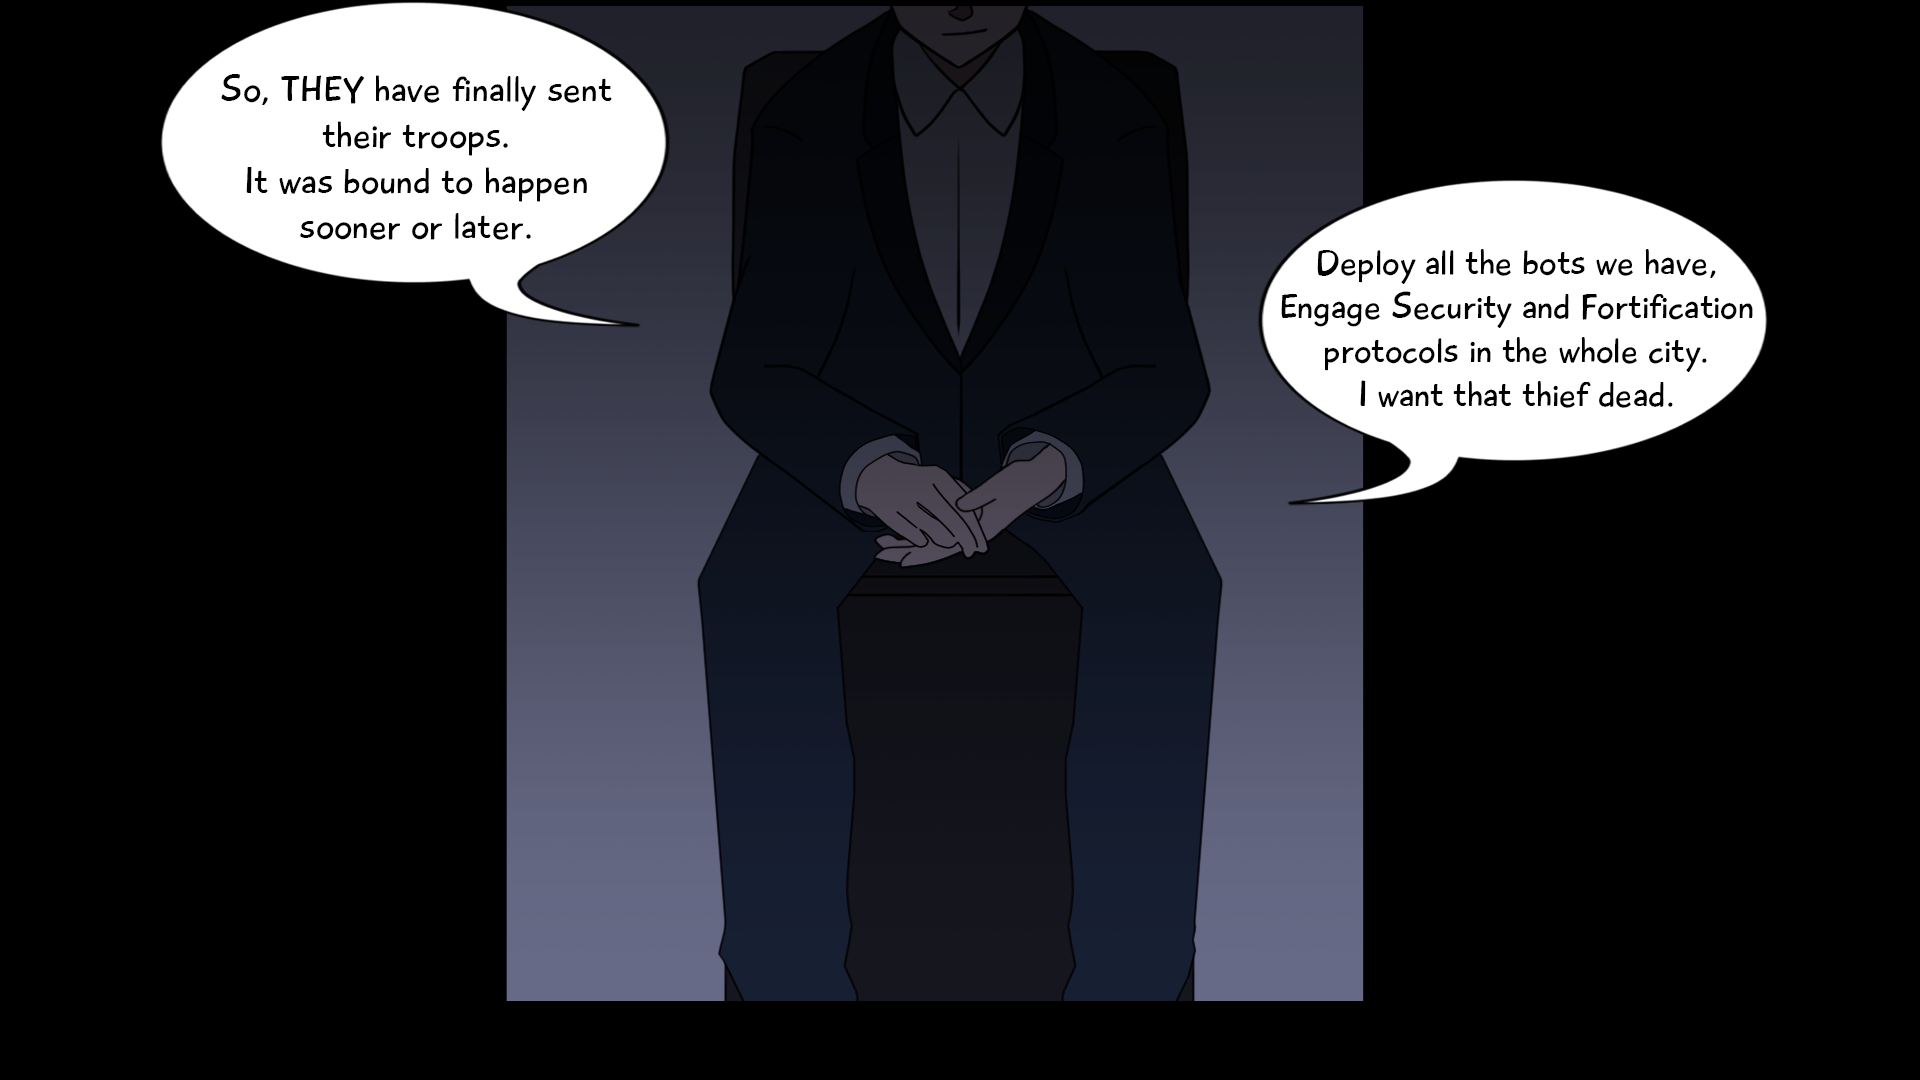 So, THEY have finally sent
their troops.
It was bound to happen
sooner or later.
Deploy all the bots we have,
Engage Security and Fortification
protocols in the whole city.
I want that thief dead.